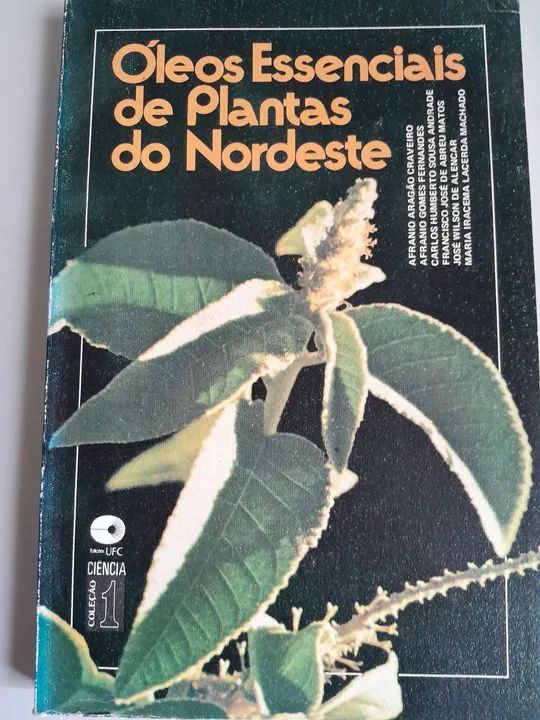 Óleos Essenciais
de Plantas
do Nordeste
AFRANIO ARAGÃO CRAVEIRO
AFRANIO GOMES FERNANDES
CARLOS HUMBERTO SOUSA ANDRADE
FRANCISCO JOSÉ DE ABREU MATOS
JOSÉ WILSON DE ALENCAR
MARIA IRACEMA LACERDA MACHADO
Edições UFC
CIÊNCIA
COLEÇÃO 1